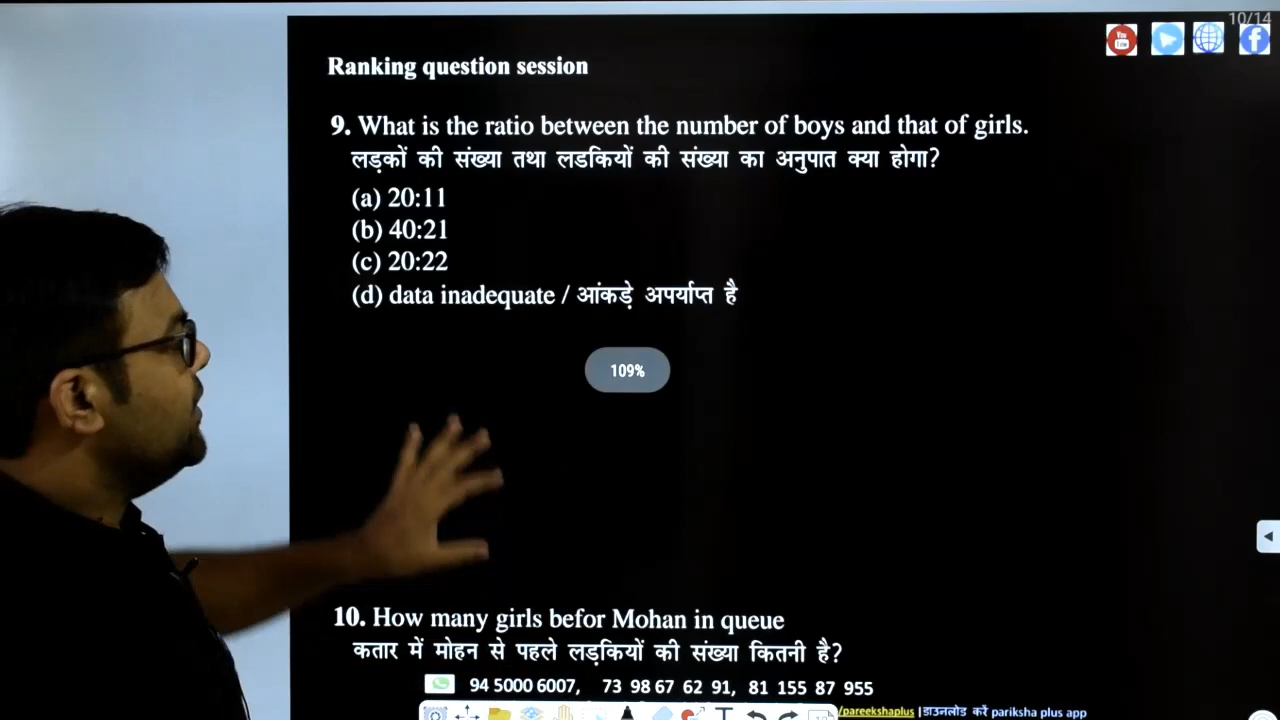 10/14
Ranking question session
9. What is the ratio between the number of boys and that of girls.
लड़कों की संख्या तथा लडकियों की संख्या का अनुपात क्या होगा?
(a) 20:11
(b) 40:21
(c) 20:22
(d) data inadequate / आंकड़े अपर्याप्त है
109%
10. How many girls befor Mohan in queue
कतार में मोहन से पहले लड़कियों की संख्या कितनी है?
94 5000 6007, 73 98 67 62 91, 81 155 87 955
/pareekshaplus | डाउनलोड करें pariksha plus app